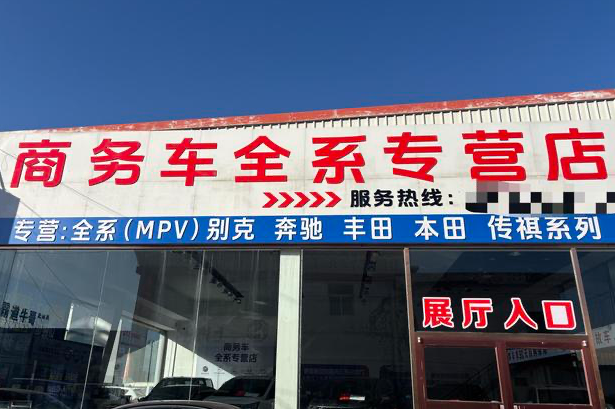 商务车全系专营店
>>>>> 服务热线：
专营:全系(MPV)别克 奔驰 丰田 本田 传祺系列
展厅入口
商务车
全系专营店